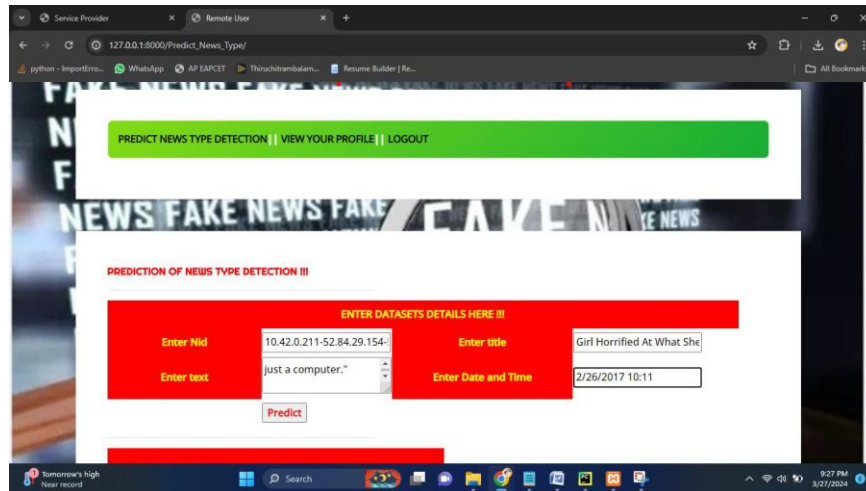 Service Provider × Remote User × +
127.0.0.1:8000/Predict_News_Type/
python - ImportErro... WhatsApp AP EAPCET Thiruchitrambalam... Resume Builder | Re... All Bookmarks
PREDICT NEWS TYPE DETECTION || VIEW YOUR PROFILE || LOGOUT
NEWS FAKE NEWS FAKE
FAKE N
KE NEWS
PREDICTION OF NEWS TYPE DETECTION !!!
ENTER DATASETS DETAILS HERE !!!
Enter Nid 10.42.0.211-52.84.29.154- Enter title Girl Horrified At What She
Enter text just a computer." Enter Date and Time 2/26/2017 10:11
Predict
Tomorrow's high
Near record
Search
9:27 PM
3/27/2024